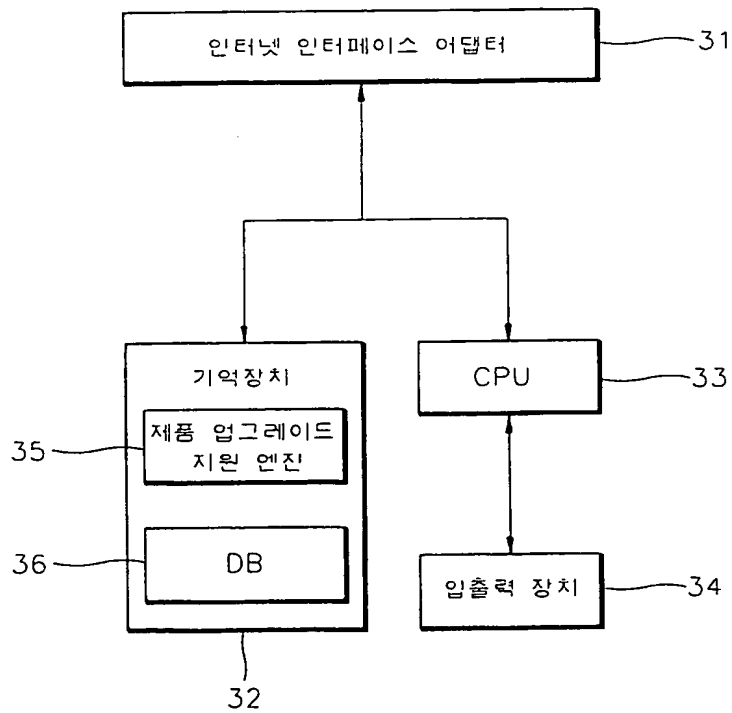 인터넷 인터페이스 어댑터
31
기억장치
CPU
33
제품 업그레이드
지원 엔진
35
DB
36
입출력 장치
34
32